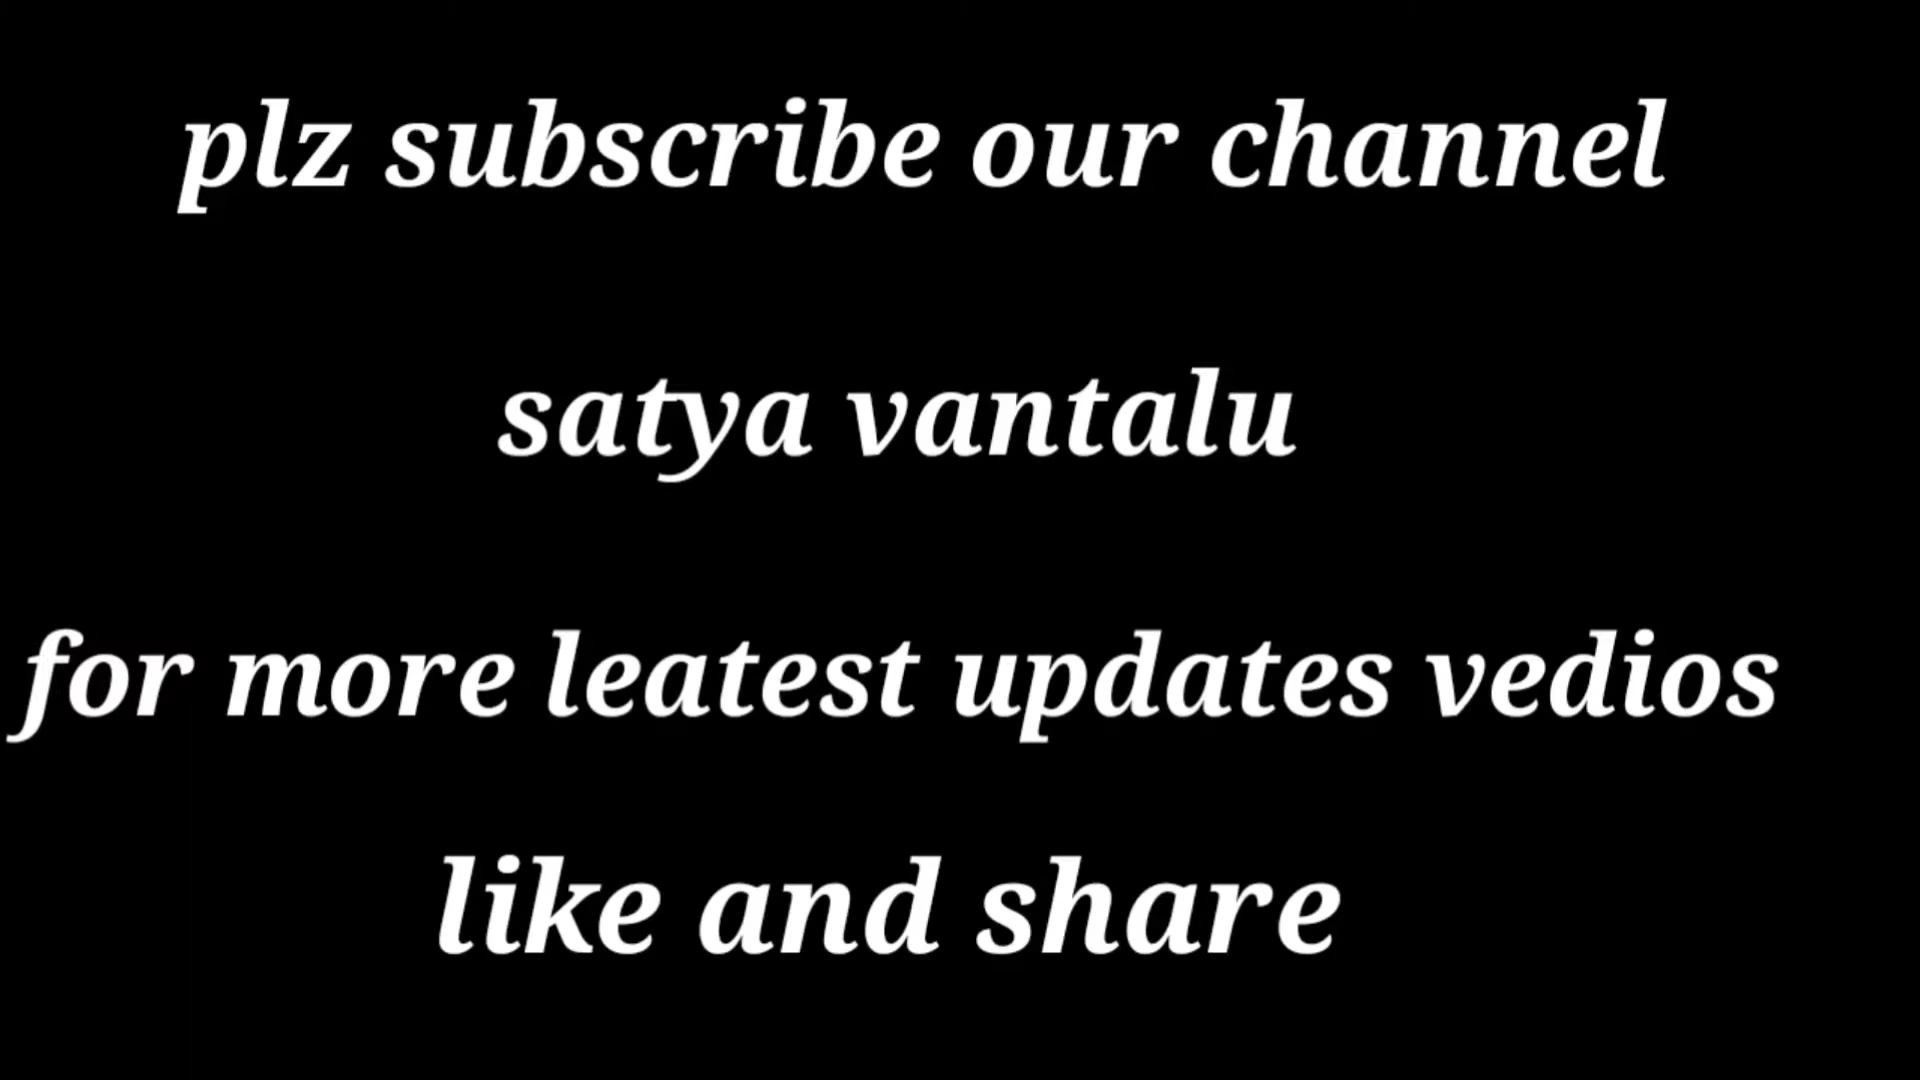 plz subscribe our channel
satya vantalu
for more leatest updates vedios
like and share